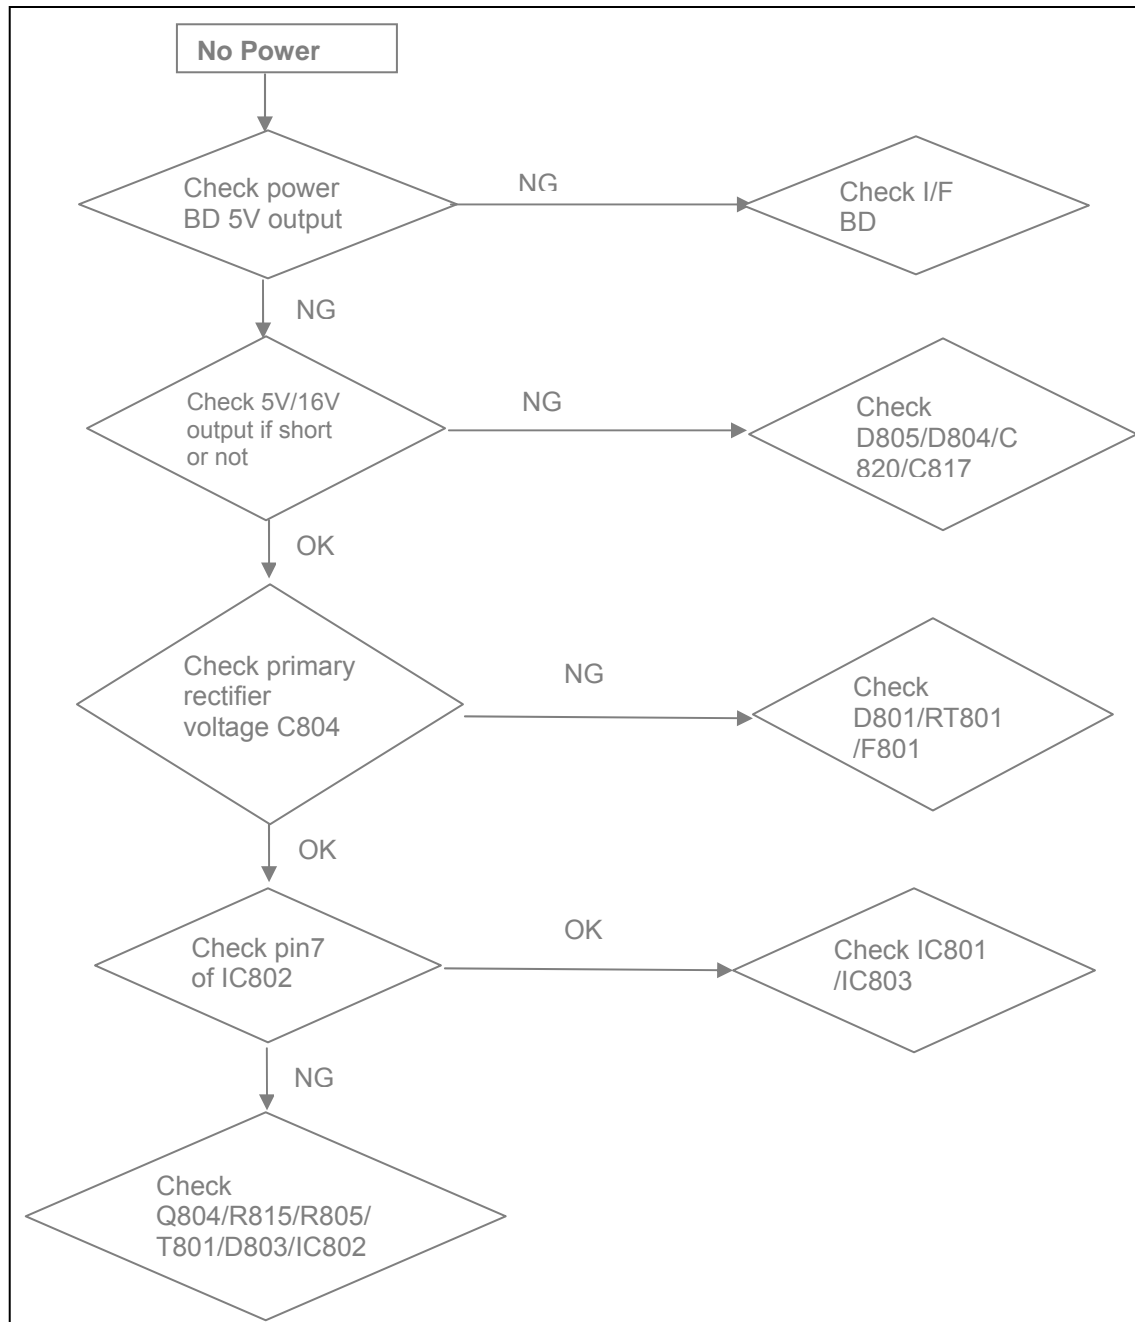 No Power
Check power
BD 5V output
NG
Check I/F
BD
NG
Check 5V/16V
output if short
or not
NG
Check
D805/D804/C
820/C817
OK
Check primary
rectifier
voltage C804
NG
Check
D801/RT801
/F801
OK
Check pin7
of IC802
OK
Check IC801
/IC803
NG
Check
Q804/R815/R805/
T801/D803/IC802